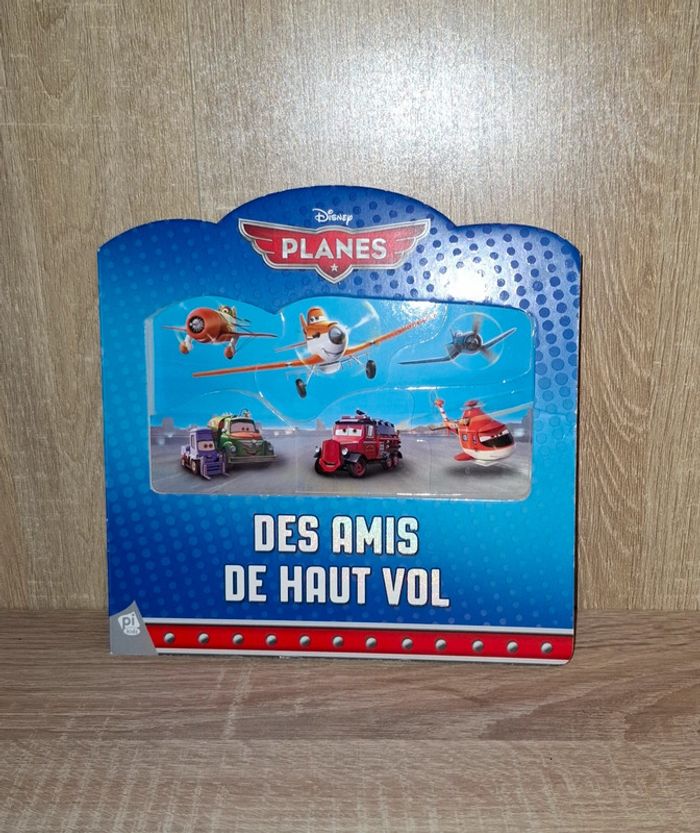 Disney
PLANES
DES AMIS
DE HAUT VOL
pi
kids